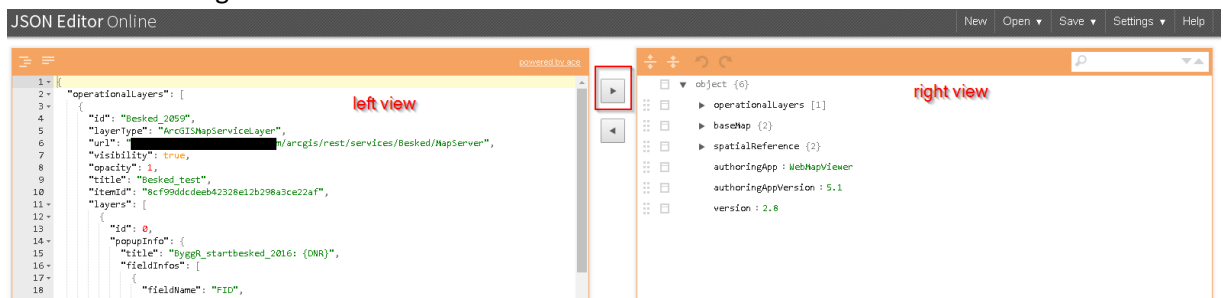 JSON Editor Online
New Open ▾ Save ▾ Settings ▾ Help
powered by ace
left view
1 {
2 "operationalLayers": [
3 {
4 "id": "Besked_2059",
5 "layerType": "ArcGISMapServiceLayer",
6 "url": "m/arcgis/rest/services/Besked/MapServer",
7 "visibility": true,
8 "opacity": 1,
9 "title": "Besked_test",
10 "itemId": "8cf99ddcdeeb42328e12b298a3ce22af",
11 "layers": [
12 {
13 "id": 0,
14 "popupInfo": {
15 "title": "ByggR_startbesked_2016: {DNR}",
16 "fieldInfos": [
17 {
18 "fieldName": "FID",
right view
object {6}
operationalLayers [1]
baseMap {2}
spatialReference {2}
authoringApp : WebMapViewer
authoringAppVersion : 5.1
version : 2.8